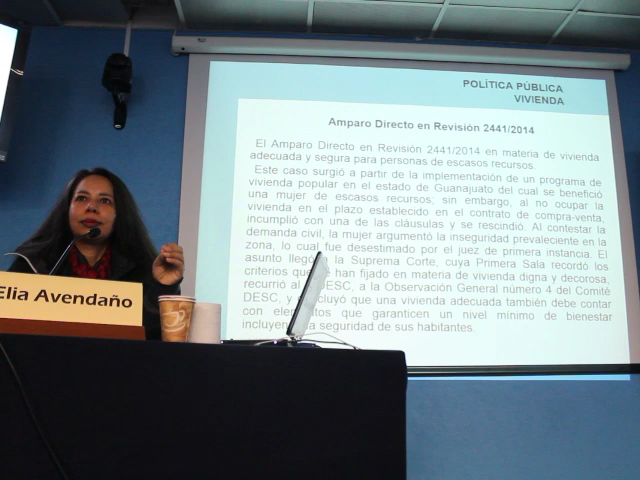 POLÍTICA PÚBLICA
VIVIENDA
Amparo Directo en Revisión 2441/2014
El Amparo Directo en Revisión 2441/2014 en materia de vivienda
adecuada y segura para personas de escasos recursos.
Este caso surgió a partir de la implementación de un programa de
vivienda popular en el estado de Guanajuato del cual se benefició
una mujer de escasos recursos; sin embargo, al no ocupar la
vivienda en el plazo establecido en el contrato de compra-venta,
incumplió con una de las cláusulas y se rescindió. Al contestar la
demanda civil, la mujer argumentó la inseguridad prevaleciente en la
zona, lo cual fue desestimado por el juez de primera instancia. El
asunto llegó la Suprema Corte, cuya Primera Sala recordó los
criterios que han fijado en materia de vivienda digna y decorosa,
recurrió al DESC, a la Observación General número 4 del Comité
DESC, y cluyó que una vivienda adecuada también debe contar
con ele tos que garanticen un nivel mínimo de bienestar
incluyen a seguridad de sus habitantes.
Elia Avendaño